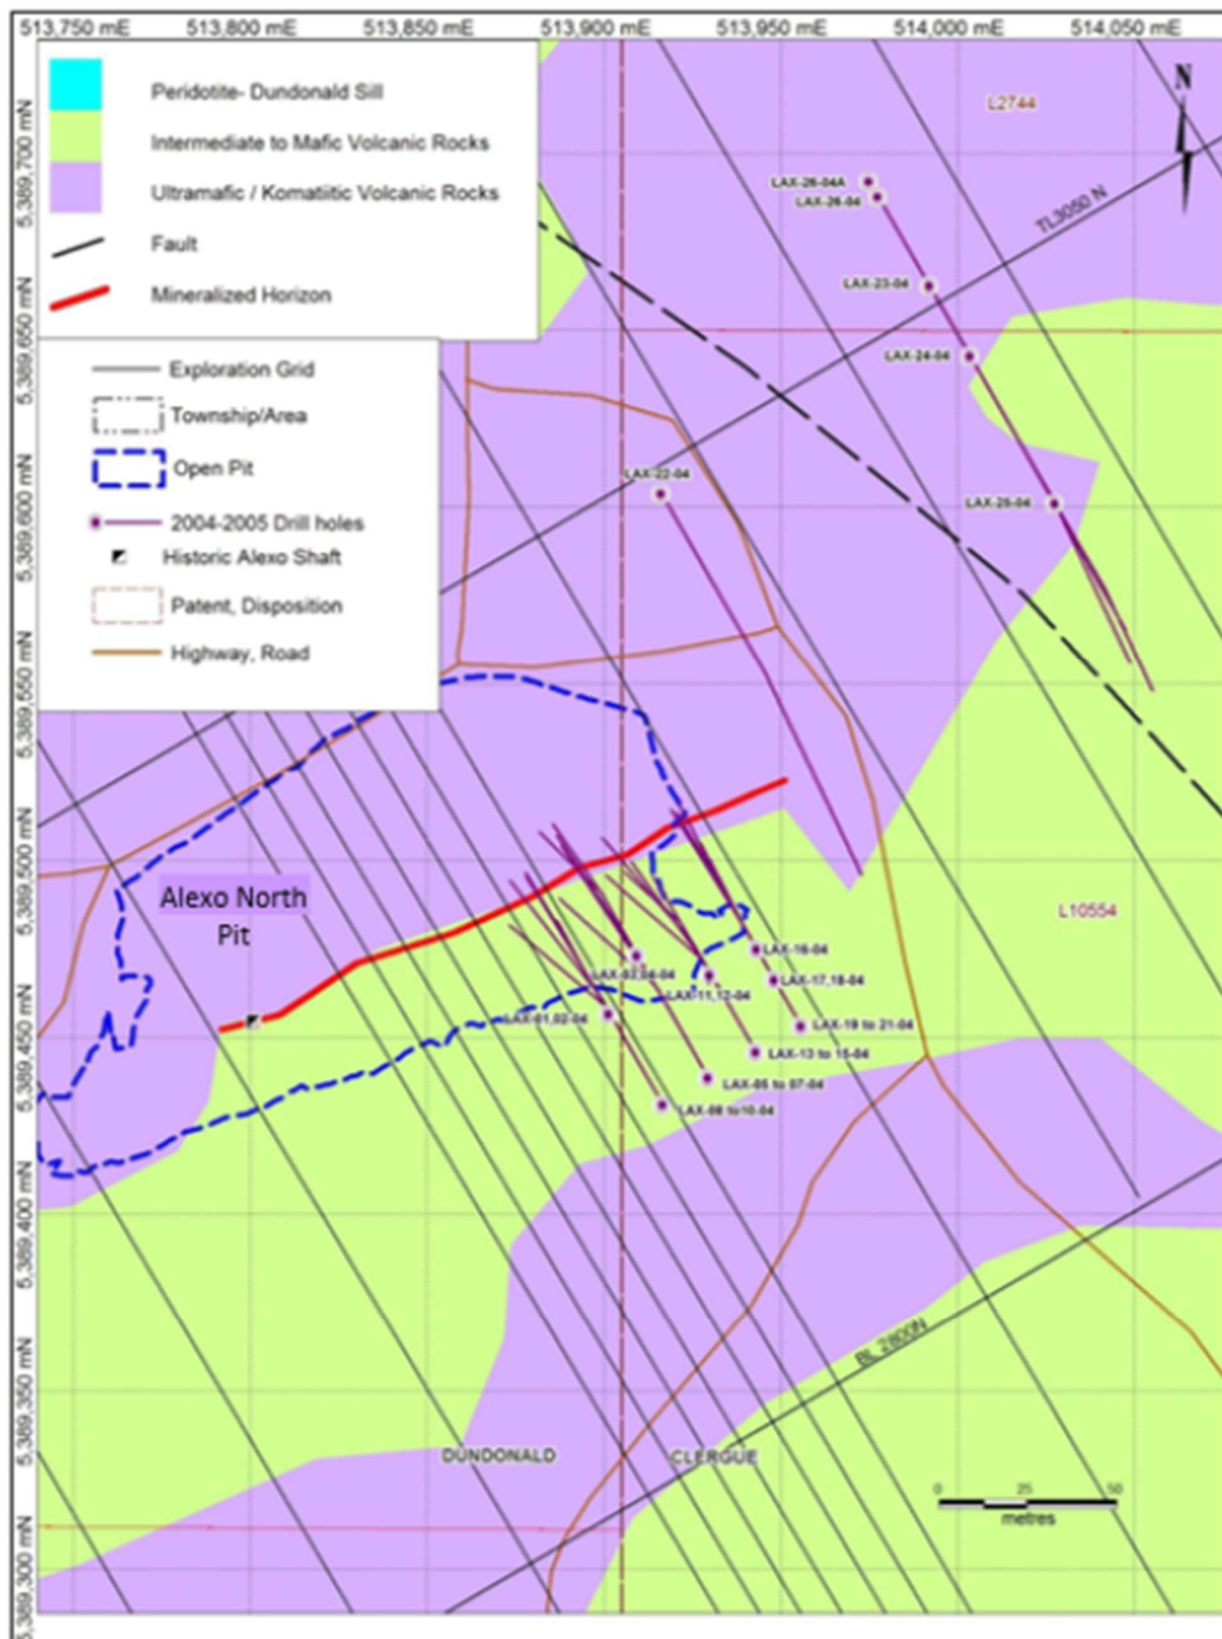 513,750 mE 513,800 mE 513,850 mE 513,900 mE 513,950 mE 514,000 mE 514,050 mE
Peridotite- Dundonald Sill
Intermediate to Mafic Volcanic Rocks
Ultramafic / Komatiitic Volcanic Rocks
Fault
Mineralized Horizon
Exploration Grid
Township/Area
Open Pit
2004-2005 Drill holes
Historic Alexo Shaft
Patent, Disposition
Highway, Road
N
L2744
LAX-26-04A
LAX-26-04
TL3050 N
LAX-23-04
LAX-24-04
LAX-22-04
LAX-25-04
Alexo North
Pit
L10554
LAX-16-04
LAX-03,04-04
LAX-17,18-04
LAX-11,12-04
LAX-01,02-04
LAX-19 to 21-04
LAX-13 to 15-04
LAX-05 to 07-04
LAX-08 to10-04
BL 2800N
DUNDONALD
CLERGUE
0 25 50
metres
5,389,700 mN
5,389,650 mN
5,389,600 mN
5,389,550 mN
5,389,500 mN
5,389,450 mN
5,389,400 mN
5,389,350 mN
5,389,300 mN